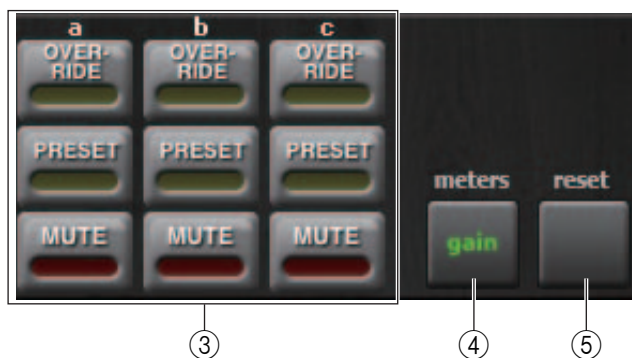 a b c
OVER-
RIDE OVER-
RIDE OVER-
RIDE
PRESET PRESET PRESET
meters reset
MUTE MUTE MUTE
gain
③ ④ ⑤